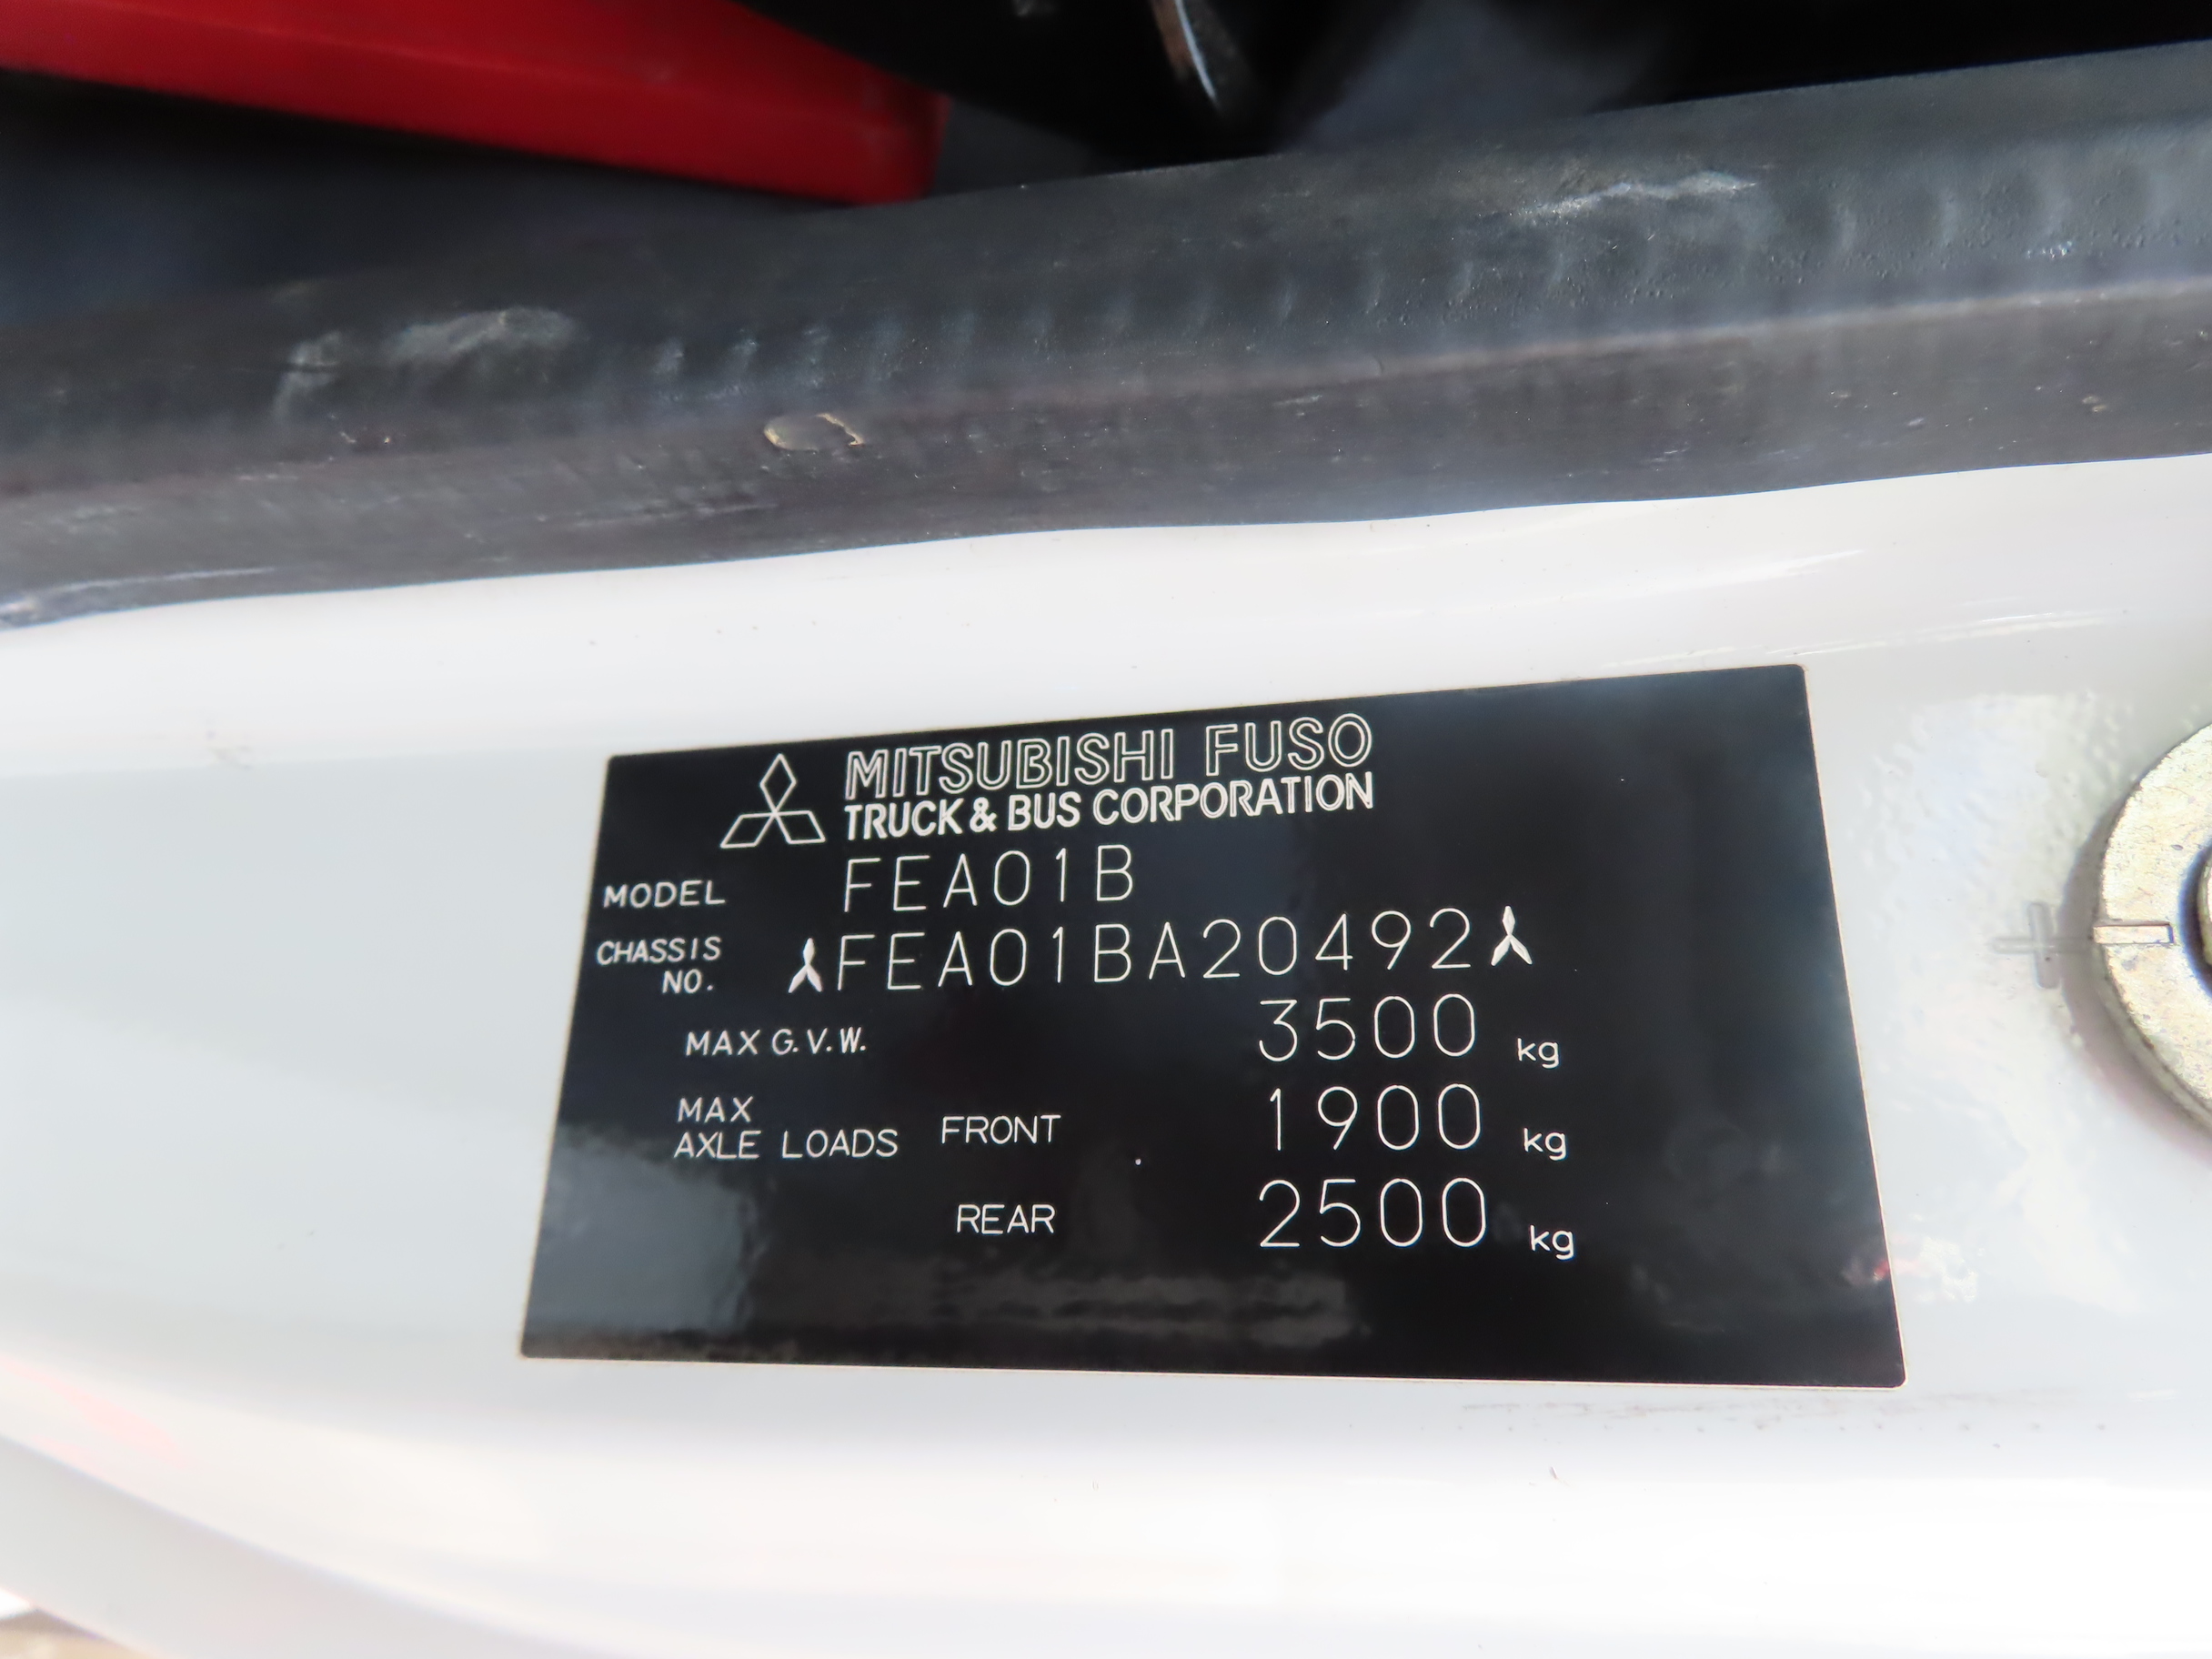 MITSUBISHI FUSO
TRUCK & BUS CORPORATION
MODEL FEA01B
CHASSIS NO. FEA01BA20492
MAX G.V.W. 3500 kg
MAX AXLE LOADS FRONT 1900 kg
REAR 2500 kg